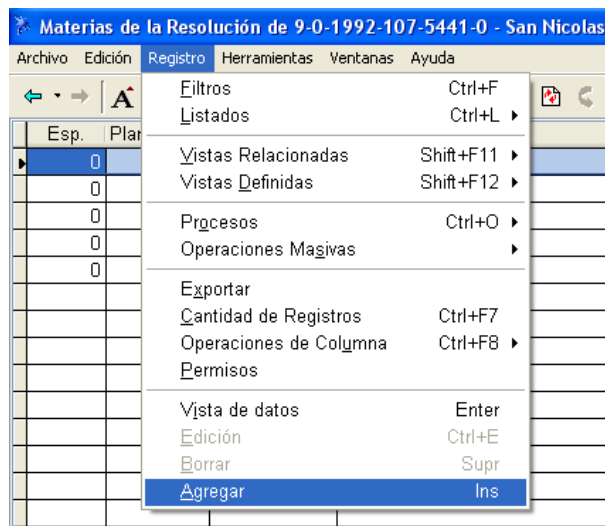 Materias de la Resolución de 9-0-1992-107-5441-0 - San Nicolas
Archivo Edición Registro Herramientas Ventanas Ayuda
A
Esp. Plan
Filtros Ctrl+F
Listados Ctrl+L
Vistas Relacionadas Shift+F11
Vistas Definidas Shift+F12
Procesos Ctrl+O
Operaciones Masivas
Exportar
Cantidad de Registros Ctrl+F7
Operaciones de Columna Ctrl+F8
Permisos
Vista de datos Enter
Edición Ctrl+E
Borrar Supr
Agregar Ins
0
0
0
0
0